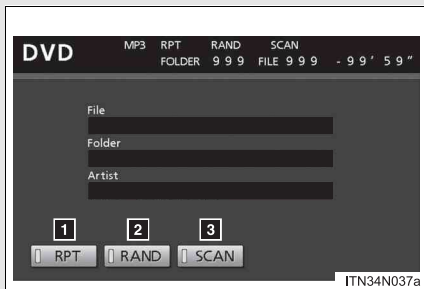 DVD MP3 RPT RAND SCAN
FOLDER 999 FILE 999 -99'59"
File
Folder
Artist
1 2 3
RPT RAND SCAN
ITN34N037a